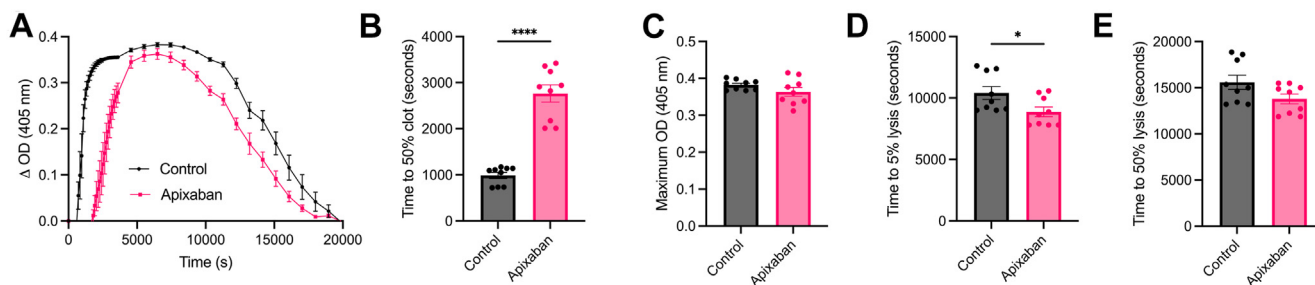 A
Δ OD (405 nm)
0.4
0.3
0.2
0.1
0.0
Control
Apixaban
0
5000
10000
15000
20000
Time (s)
B
Time to 50% clot (seconds)
4000
3000
2000
1000
0
****
Control
Apixaban
C
Maximum OD (405 nm)
0.5
0.4
0.3
0.2
0.1
0.0
Control
Apixaban
D
Time to 5% lysis (seconds)
15000
10000
5000
0
*
Control
Apixaban
E
Time to 50% lysis (seconds)
20000
15000
10000
5000
0
Control
Apixaban